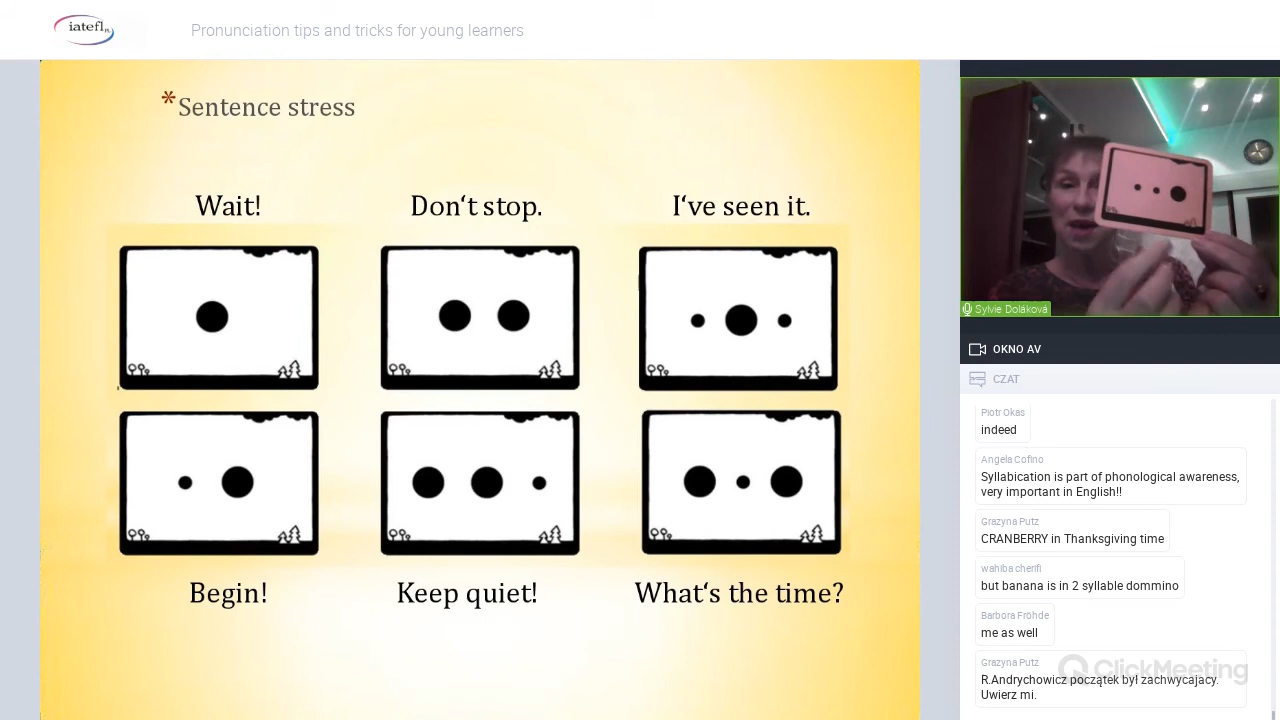 iatefl PL
Pronunciation tips and tricks for young learners
*Sentence stress
Wait!
Don‘t stop.
I‘ve seen it.
Begin!
Keep quiet!
What‘s the time?
Sylvie Doláková
OKNO AV
CZAT
Piotr Okas
indeed
Angela Cofino
Syllabication is part of phonological awareness,
very important in English!!
Grazyna Putz
CRANBERRY in Thanksgiving time
wahiba cherifi
but banana is in 2 syllable dommino
Barbora Fröhde
me as well
Grazyna Putz
R.Andrychowicz początek był zachwycajacy.
Uwierz mi.
ClickMeeting